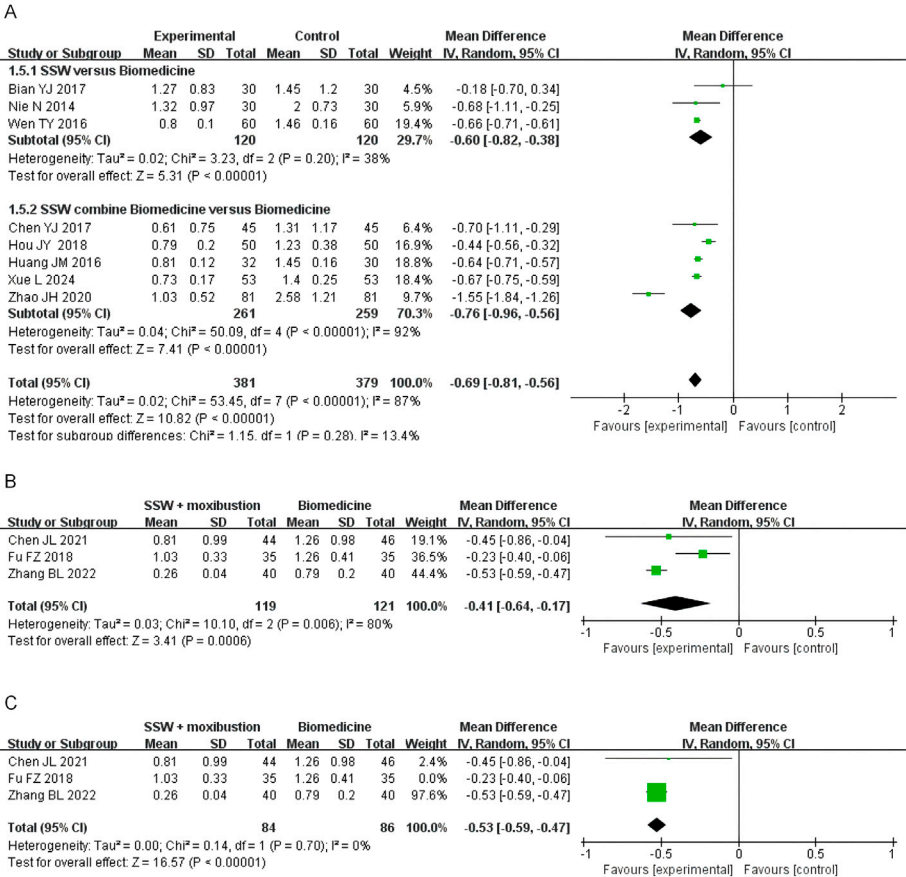 A
Experimental Control Mean Difference Mean Difference
Study or Subgroup Mean SD Total Mean SD Total Weight IV, Random, 95% CI IV, Random, 95% CI
1.5.1 SSW versus Biomedicine
Bian YJ 2017 1.27 0.83 30 1.45 1.2 30 4.5% -0.18 [-0.70, 0.34]
Nie N 2014 1.32 0.97 30 2 0.73 30 5.9% -0.68 [-1.11, -0.25]
Wen TY 2016 0.8 0.1 60 1.46 0.16 60 19.4% -0.66 [-0.71, -0.61]
Subtotal (95% CI) 120 120 29.7% -0.60 [-0.82, -0.38]
Heterogeneity: Tau² = 0.02; Chi² = 3.23, df = 2 (P = 0.20); I² = 38%
Test for overall effect: Z = 5.31 (P < 0.00001)
1.5.2 SSW combine Biomedicine versus Biomedicine
Chen YJ 2017 0.61 0.75 45 1.31 1.17 45 6.4% -0.70 [-1.11, -0.29]
Hou JY 2018 0.79 0.2 50 1.23 0.38 50 16.9% -0.44 [-0.56, -0.32]
Huang JM 2016 0.81 0.12 32 1.45 0.16 30 18.8% -0.64 [-0.71, -0.57]
Xue L 2024 0.73 0.17 53 1.4 0.25 53 18.4% -0.67 [-0.75, -0.59]
Zhao JH 2020 1.03 0.52 81 2.58 1.21 81 9.7% -1.55 [-1.84, -1.26]
Subtotal (95% CI) 261 259 70.3% -0.76 [-0.96, -0.56]
Heterogeneity: Tau² = 0.04; Chi² = 50.09, df = 4 (P < 0.00001); I² = 92%
Test for overall effect: Z = 7.41 (P < 0.00001)
Total (95% CI) 381 379 100.0% -0.69 [-0.81, -0.56]
Heterogeneity: Tau² = 0.02; Chi² = 53.45, df = 7 (P < 0.00001); I² = 87%
Test for overall effect: Z = 10.82 (P < 0.00001)
Test for subgroup differences: Chi² = 1.15, df = 1 (P = 0.28), I² = 13.4%
-2 -1 0 1 2
Favours [experimental] Favours [control]
B
SSW + moxibustion Biomedicine Mean Difference Mean Difference
Study or Subgroup Mean SD Total Mean SD Total Weight IV, Random, 95% CI IV, Random, 95% CI
Chen JL 2021 0.81 0.99 44 1.26 0.98 46 19.1% -0.45 [-0.86, -0.04]
Fu FZ 2018 1.03 0.33 35 1.26 0.41 35 36.5% -0.23 [-0.40, -0.06]
Zhang BL 2022 0.26 0.04 40 0.79 0.2 40 44.4% -0.53 [-0.59, -0.47]
Total (95% CI) 119 121 100.0% -0.41 [-0.64, -0.17]
Heterogeneity: Tau² = 0.03; Chi² = 10.10, df = 2 (P = 0.006); I² = 80%
Test for overall effect: Z = 3.41 (P = 0.0006)
-1 -0.5 0 0.5 1
Favours [experimental] Favours [control]
C
SSW + moxibustion Biomedicine Mean Difference Mean Difference
Study or Subgroup Mean SD Total Mean SD Total Weight IV, Random, 95% CI IV, Random, 95% CI
Chen JL 2021 0.81 0.99 44 1.26 0.98 46 2.4% -0.45 [-0.86, -0.04]
Fu FZ 2018 1.03 0.33 35 1.26 0.41 35 0.0% -0.23 [-0.40, -0.06]
Zhang BL 2022 0.26 0.04 40 0.79 0.2 40 97.6% -0.53 [-0.59, -0.47]
Total (95% CI) 84 86 100.0% -0.53 [-0.59, -0.47]
Heterogeneity: Tau² = 0.00; Chi² = 0.14, df = 1 (P = 0.70); I² = 0%
Test for overall effect: Z = 16.57 (P < 0.00001)
-1 -0.5 0 0.5 1
Favours [experimental] Favours [control]